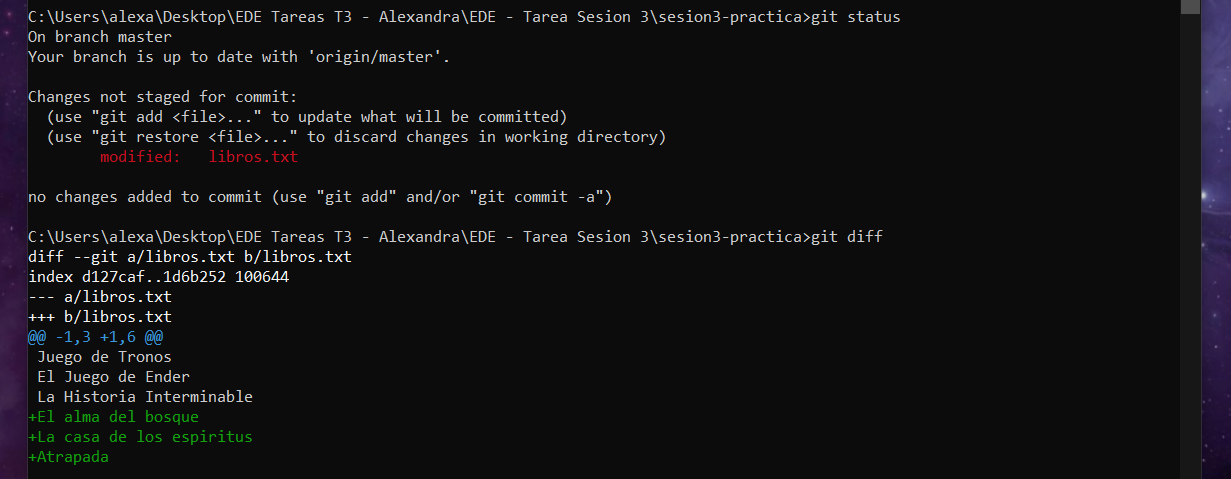 C:\Users\alexa\Desktop\EDE Tareas T3 - Alexandra\EDE - Tarea Sesion 3\sesion3-practica>git status
On branch master
Your branch is up to date with 'origin/master'.
Changes not staged for commit:
  (use "git add <file>..." to update what will be committed)
  (use "git restore <file>..." to discard changes in working directory)
        modified:   libros.txt
no changes added to commit (use "git add" and/or "git commit -a")
C:\Users\alexa\Desktop\EDE Tareas T3 - Alexandra\EDE - Tarea Sesion 3\sesion3-practica>git diff
diff --git a/libros.txt b/libros.txt
index d127caf..1d6b252 100644
--- a/libros.txt
+++ b/libros.txt
@@ -1,3 +1,6 @@
 Juego de Tronos
 El Juego de Ender
 La Historia Interminable
+El alma del bosque
+La casa de los espiritus
+Atrapada